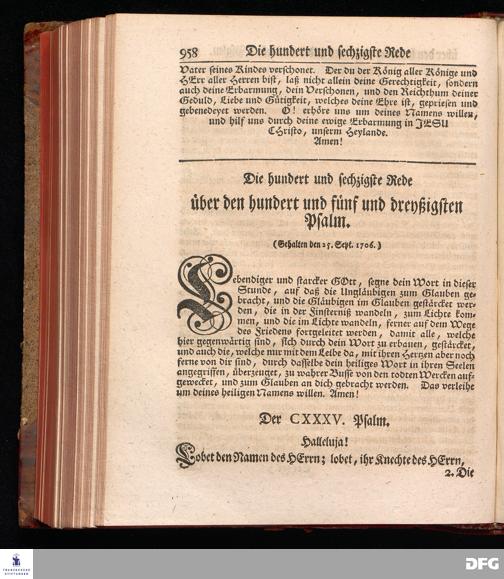 958 Die hundert und sechzigste Rede
Vater seines Kindes verschonet. Der du der König aller Könige und
HErr aller Herren bist, laß nicht allein deine Gerechtigkeit, sondern
auch deine Erbarmung, dein Verschonen, und den Reichthum deiner
Geduld, Liebe und Gütigkeit, welches deine Ehre ist, gepriesen und
gebenedeyet werden. O! erhöre uns um deines Namens willen,
und hilf uns durch deine ewige Erbarmung in JESU
CHristo, unserm Heylande.
Amen!
Die hundert und sechzigste Rede
über den hundert und fünf und dreyßigsten
Psalm.
(Gehalten den 25. Sept. 1706.)
Lebendiger und starcker GOtt, segne dein Wort in dieser
Stunde, auf daß die Ungläubigen zum Glauben ge-
bracht, und die Gläubigen im Glauben gestärcket wer-
den, die in der Finsterniß wandeln, zum Lichte kom-
men, und die im Lichte wandeln, ferner auf dem Wege
des Friedens fortgeleitet werden, damit alle, welche
hier gegenwärtig sind, sich durch dein Wort zu erbauen, gestärcket,
und auch die, welche nur mit dem Leibe da, mit ihren Herzen aber noch
ferne von dir sind, durch dasselbe dein heiliges Wort in ihren Seelen
angegriffen, überzeuget, zu wahrer Busse von den todten Wercken auf-
gewecket, und zum Glauben an dich gebracht werden. Das verleihe
um deines heiligen Namens willen. Amen!
Der CXXXV. Psalm.
Halleluja!
Lobet den Namen des HErrn; lobet, ihr Knechte des HErrn,
2. Die
FRANCKESCHE
STIFTUNGEN
DFG